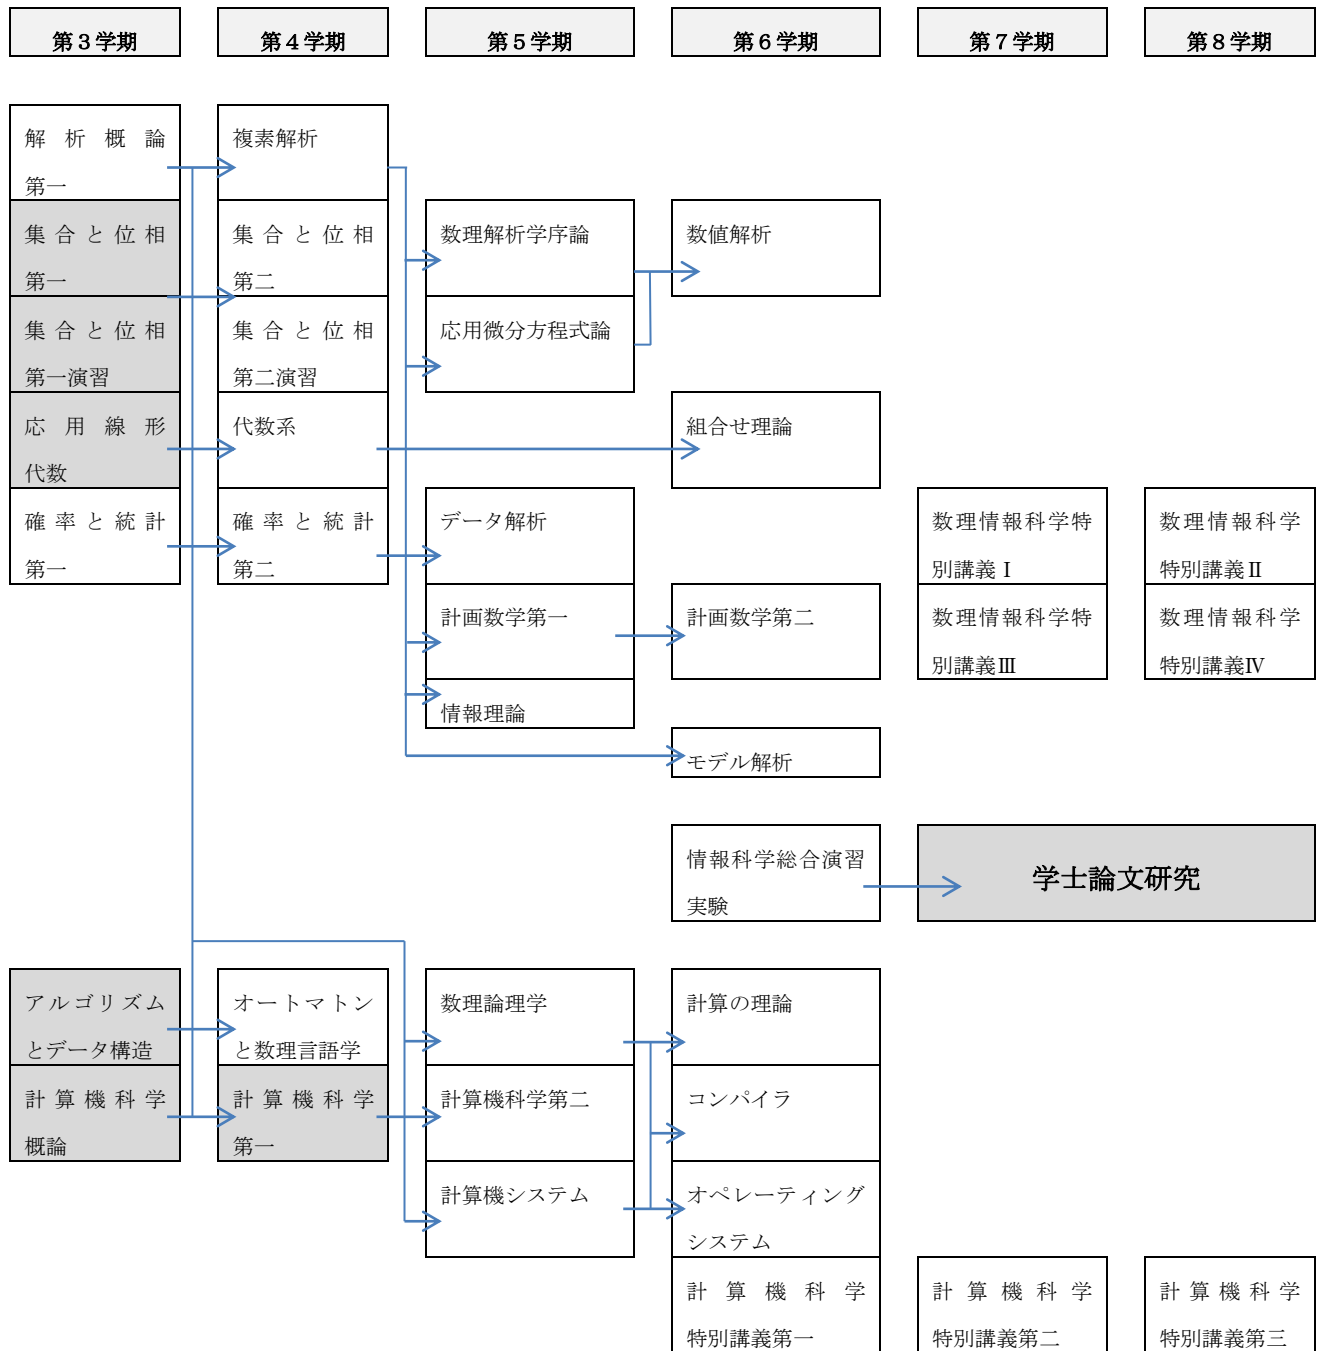 第３学期
第４学期
第５学期
第６学期
第７学期
第８学期
解析概論
第一
複素解析
集合と位相
第一
集合と位相
第二
数理解析学序論
数値解析
集合と位相
第一演習
集合と位相
第二演習
応用微分方程式論
応用線形
代数
代数系
組合せ理論
確率と統計
第一
確率と統計
第二
データ解析
数理情報科学特
別講義Ⅰ
数理情報科学
特別講義Ⅱ
計画数学第一
計画数学第二
数理情報科学特
別講義Ⅲ
数理情報科学
特別講義Ⅳ
情報理論
モデル解析
情報科学総合演習
実験
学士論文研究
アルゴリズム
とデータ構造
オートマトン
と数理言語学
数理論理学
計算の理論
計算機科学
概論
計算機科学
第一
計算機科学第二
コンパイラ
計算機システム
オペレーティング
システム
計算機科学
特別講義第一
計算機科学
特別講義第二
計算機科学
特別講義第三